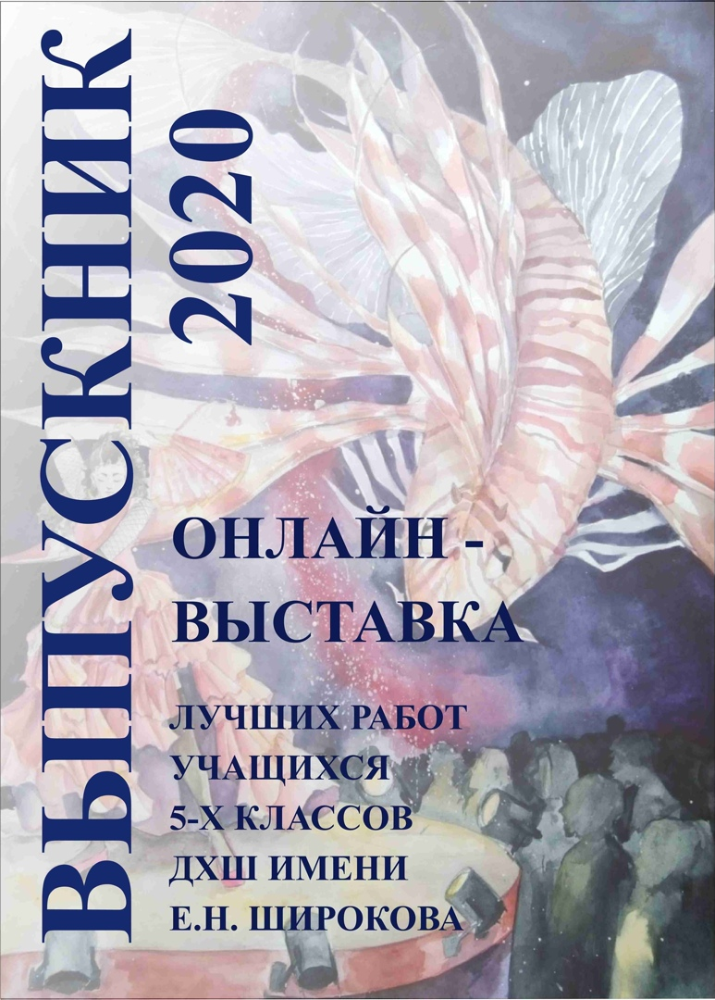 ВЫПУСКНИК
2020
ОНЛАЙН -
ВЫСТАВКА
ЛУЧШИХ РАБОТ
УЧАЩИХСЯ
5-Х КЛАССОВ
ДХШ ИМЕНИ
Е.Н. ШИРОКОВА